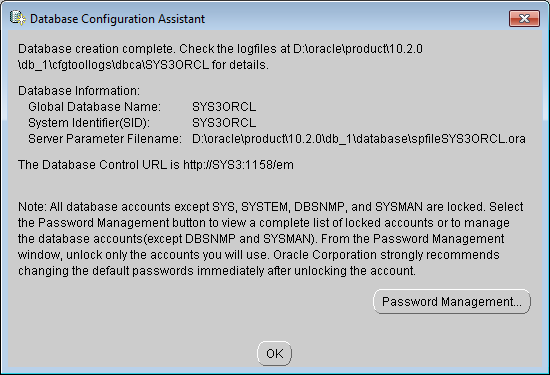 Database Configuration Assistant
Database creation complete. Check the logfiles at D:\oracle\product\10.2.0
\db_1\cfgtoollogs\dbca\SYS3ORCL for details.
Database Information:
Global Database Name: SYS3ORCL
System Identifier(SID): SYS3ORCL
Server Parameter Filename: D:\oracle\product\10.2.0\db_1\database\spfileSYS3ORCL.ora
The Database Control URL is http://SYS3:1158/em
Note: All database accounts except SYS, SYSTEM, DBSNMP, and SYSMAN are locked. Select
the Password Management button to view a complete list of locked accounts or to manage
the database accounts(except DBSNMP and SYSMAN). From the Password Management
window, unlock only the accounts you will use. Oracle Corporation strongly recommends
changing the default passwords immediately after unlocking the account.
Password Management...
OK